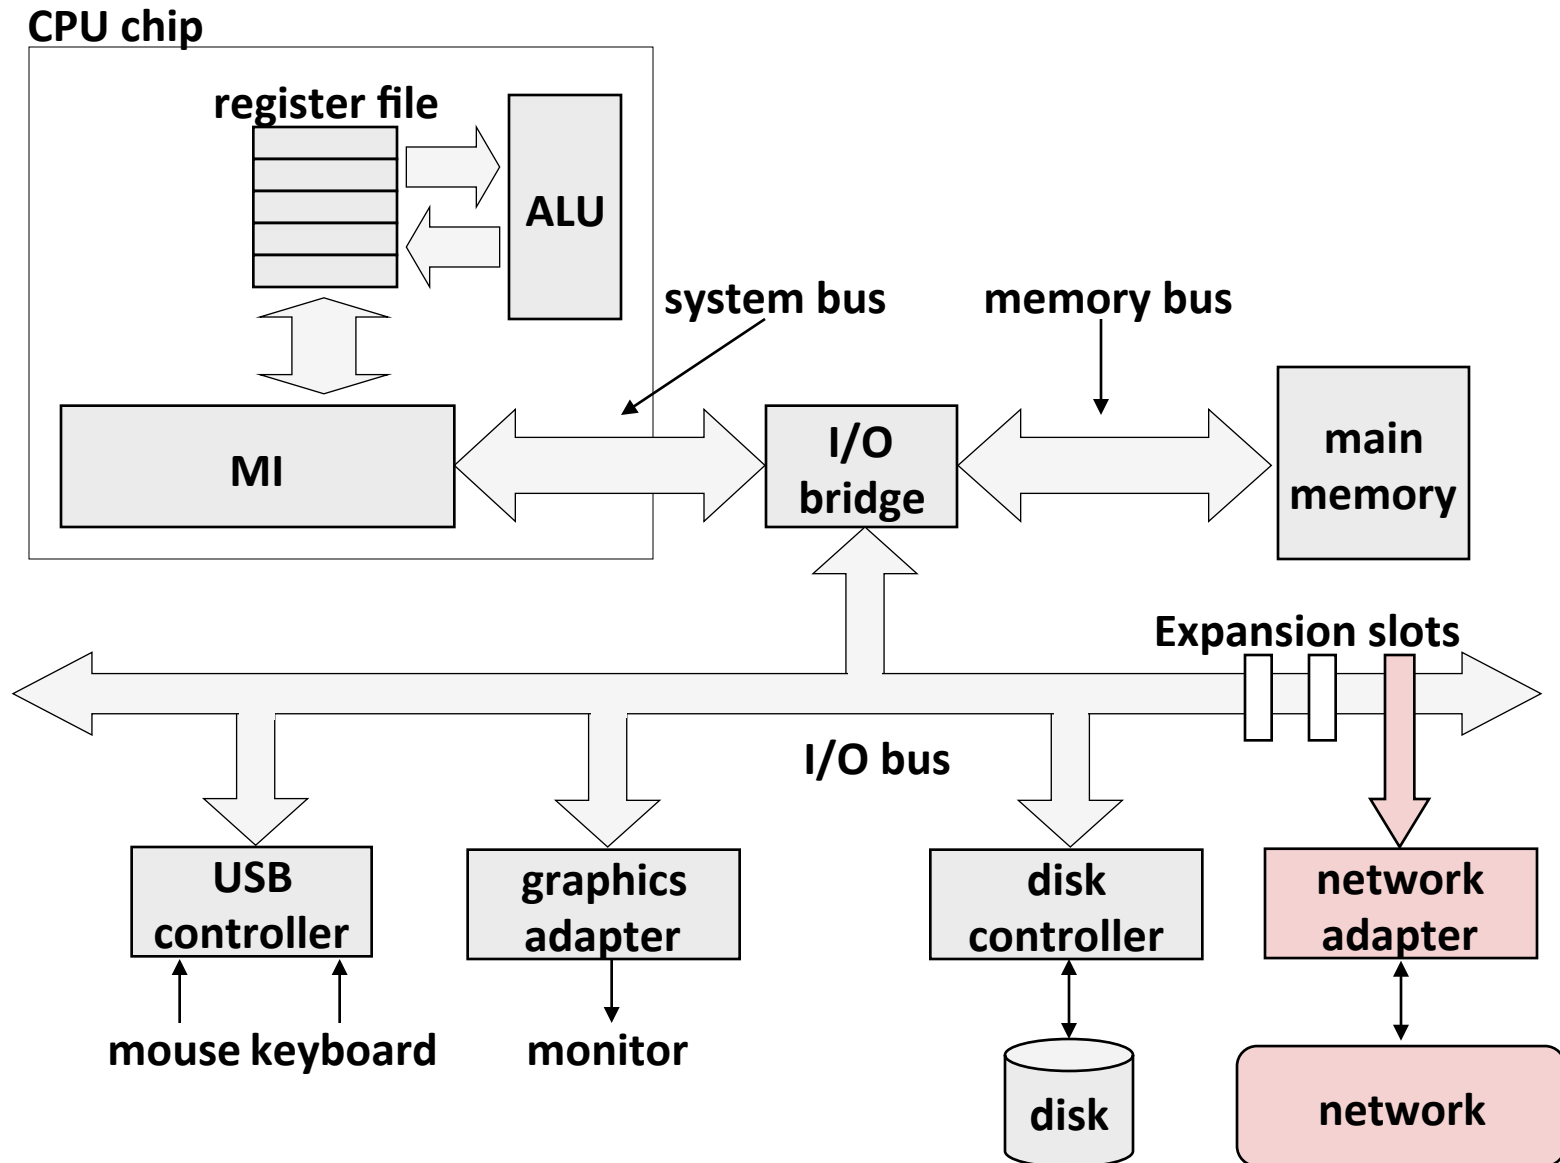 CPU chip
register file
ALU
system bus
memory bus
MI
I/O
bridge
main
memory
Expansion slots
I/O bus
USB
controller
graphics
adapter
disk
controller
network
adapter
mouse keyboard
monitor
disk
network